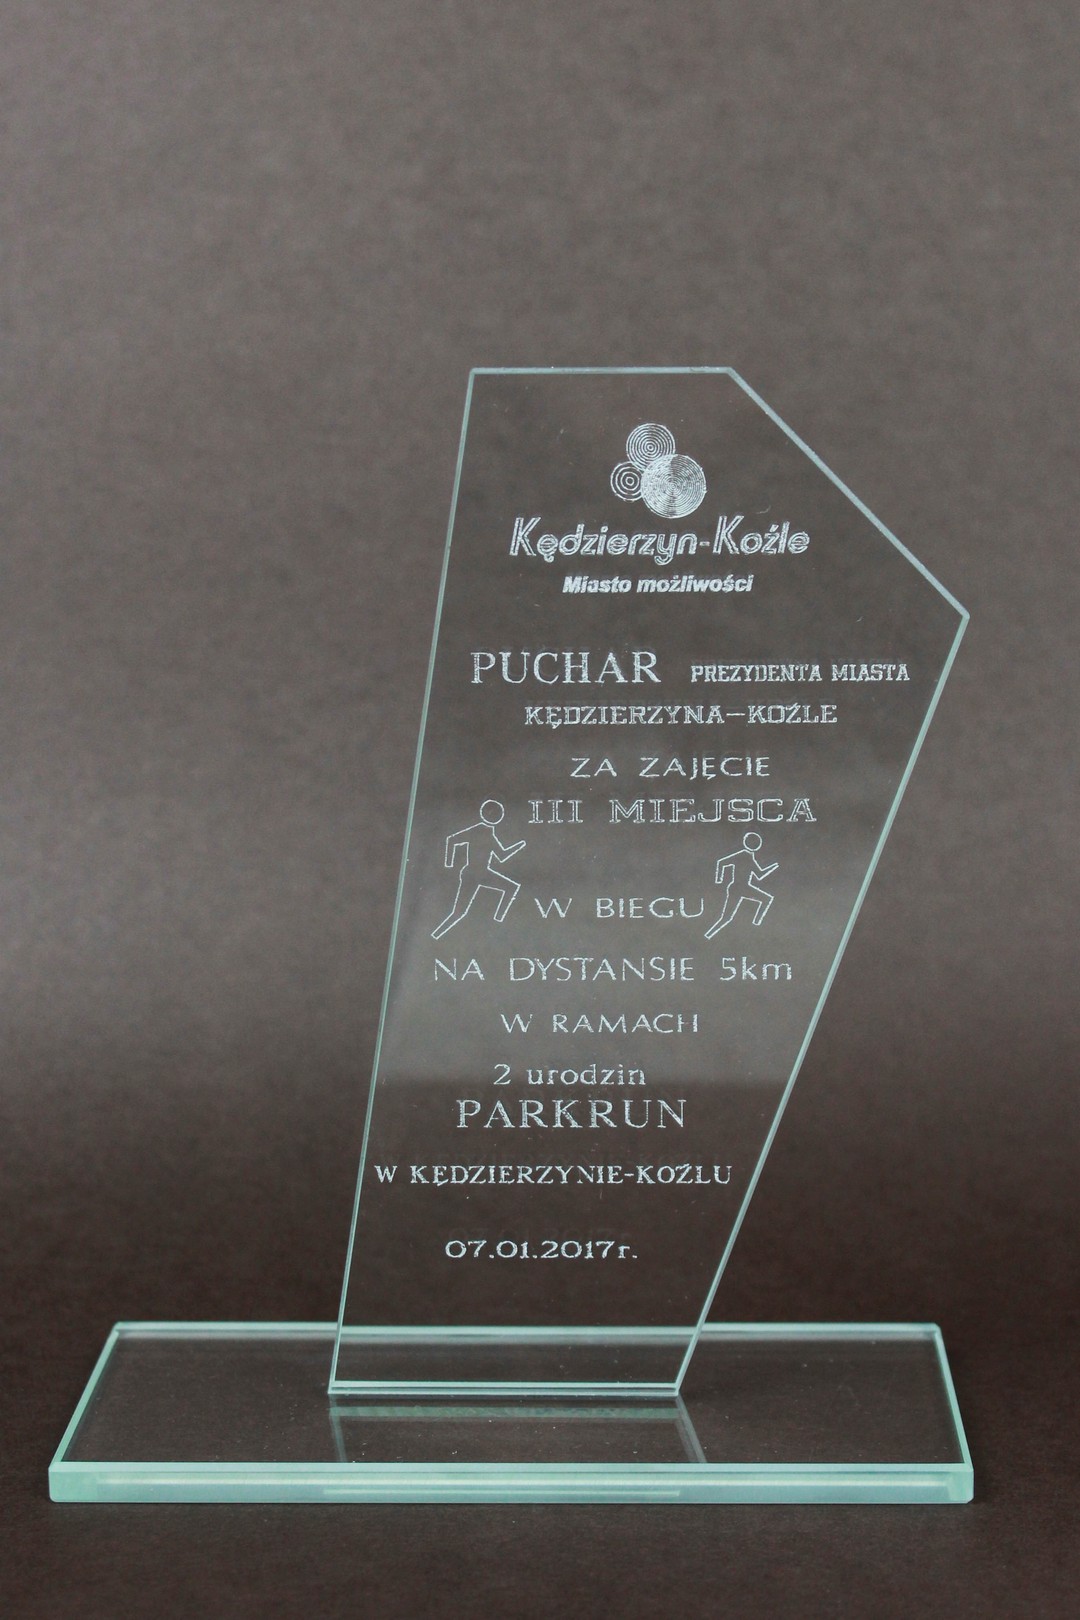 Kędzierzyn-Koźle
Miasto możliwości
PUCHAR PREZYDENTA MIASTA
KĘDZIERZYNA-KOŹLE
ZA ZAJĘCIE
III MIEJSCA
W BIEGU
NA DYSTANSIE 5km
W RAMACH
2 urodzin
PARKRUN
W KĘDZIERZYNIE-KOŹLU
07.01.2017r.